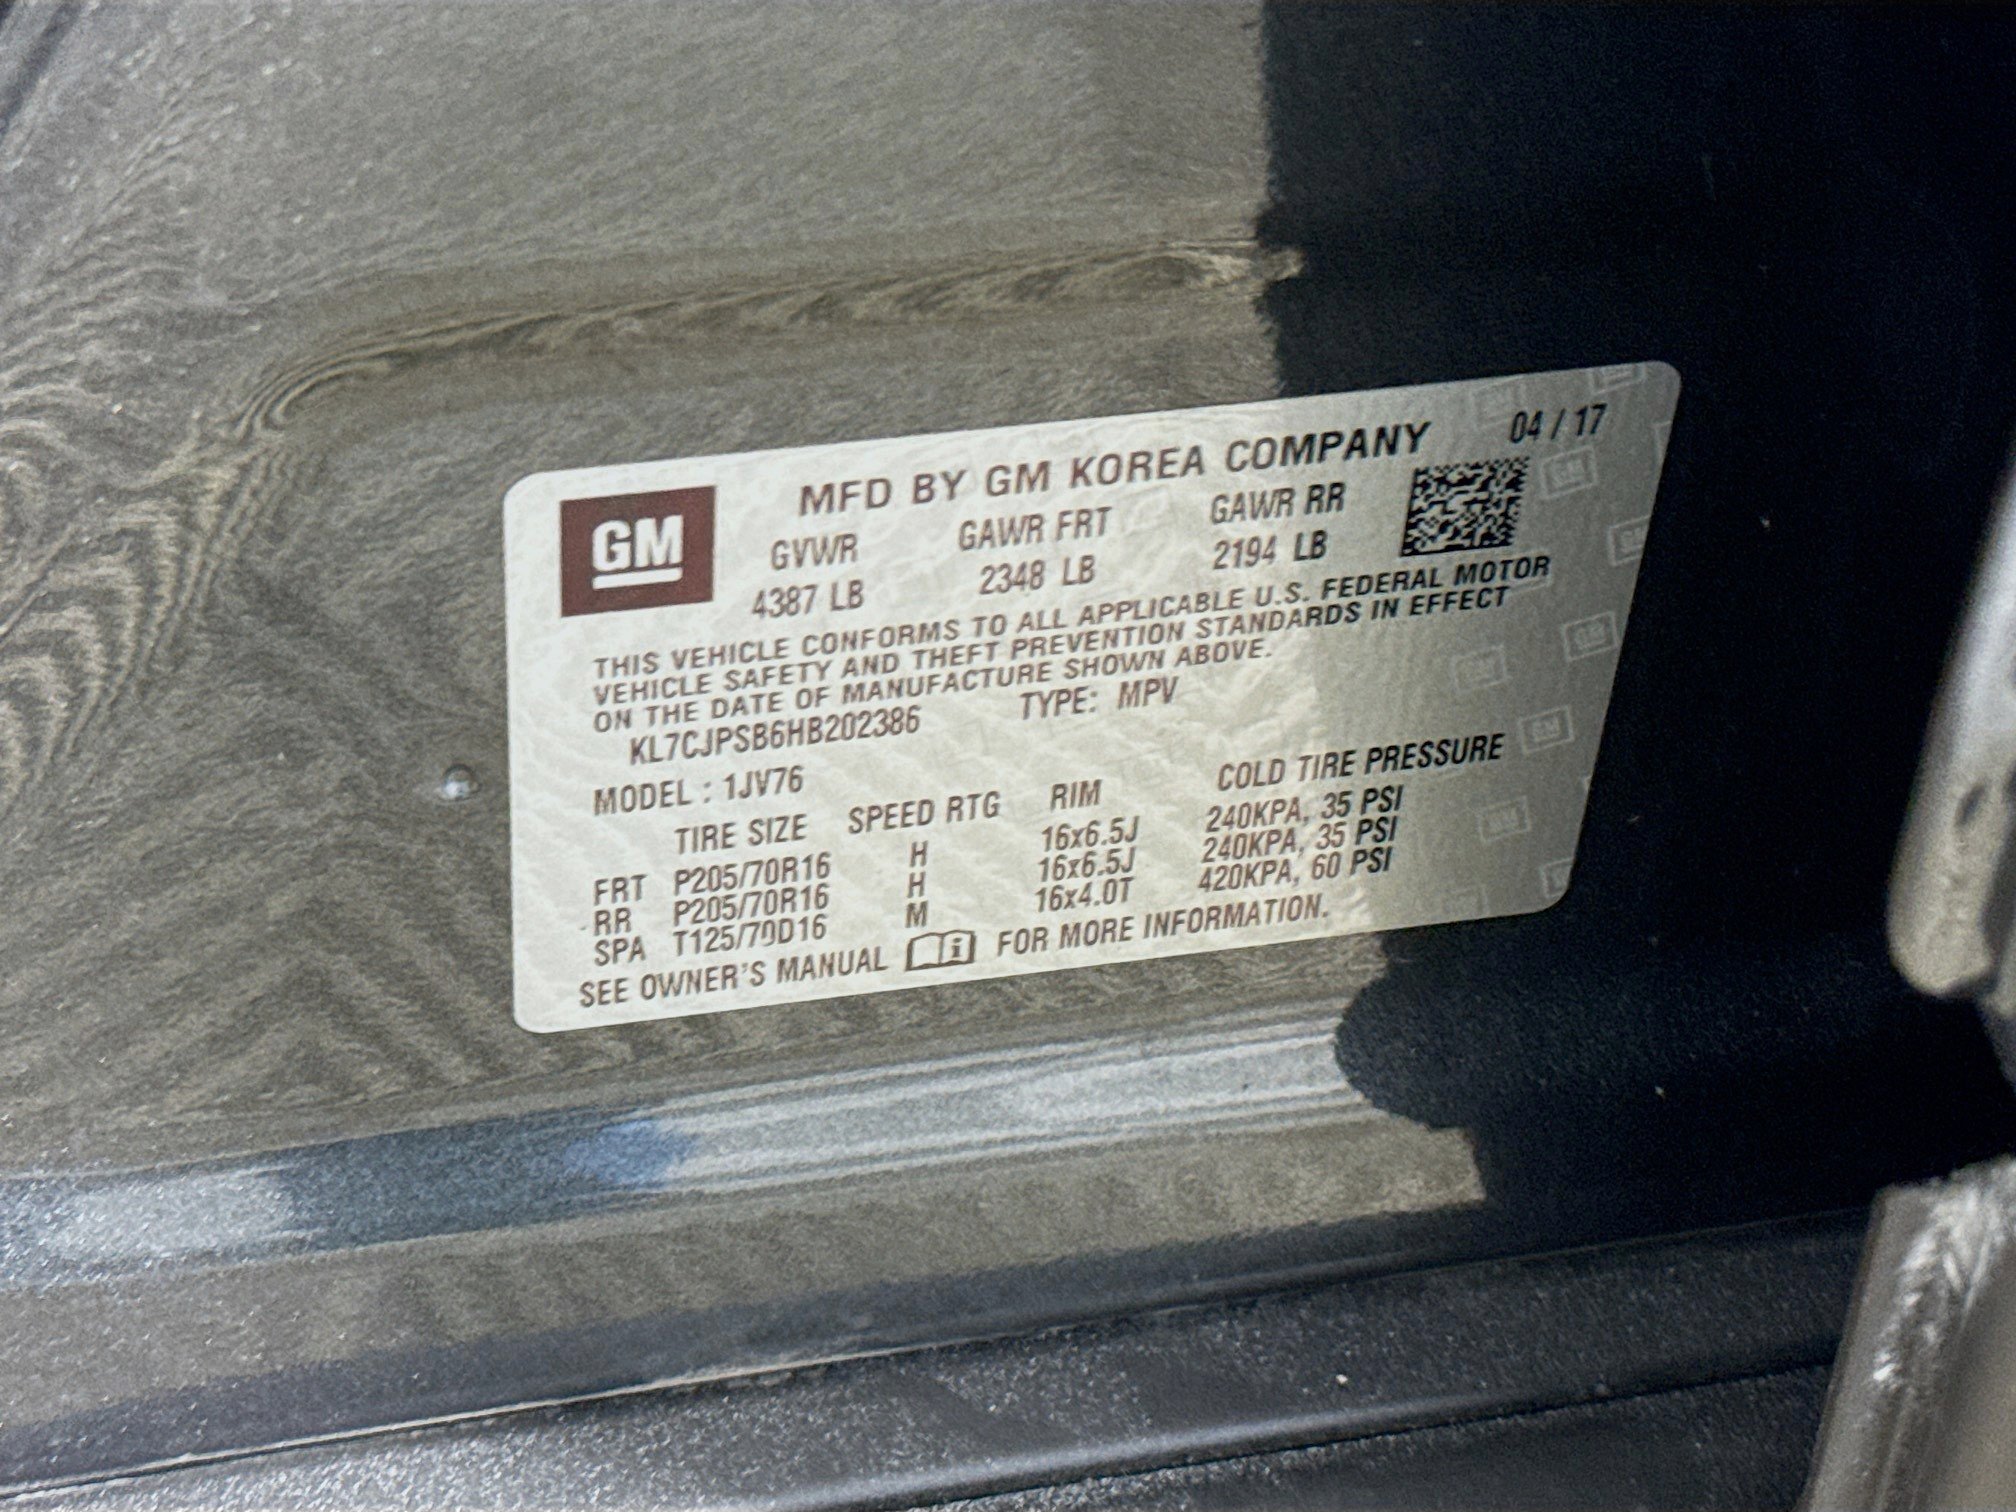 MFD BY GM KOREA COMPANY 04 / 17
GM
GVWR GAWR FRT GAWR RR
4387 LB 2348 LB 2194 LB
THIS VEHICLE CONFORMS TO ALL APPLICABLE U.S. FEDERAL MOTOR
VEHICLE SAFETY AND THEFT PREVENTION STANDARDS IN EFFECT
ON THE DATE OF MANUFACTURE SHOWN ABOVE.
KL7CJPSB6HB202386 TYPE: MPV
MODEL : 1JV76
TIRE SIZE SPEED RTG RIM COLD TIRE PRESSURE
FRT P205/70R16 H 16x6.5J 240KPA, 35 PSI
RR P205/70R16 H 16x6.5J 240KPA, 35 PSI
SPA T125/70D16 M 16x4.0T 420KPA, 60 PSI
SEE OWNER'S MANUAL i FOR MORE INFORMATION.